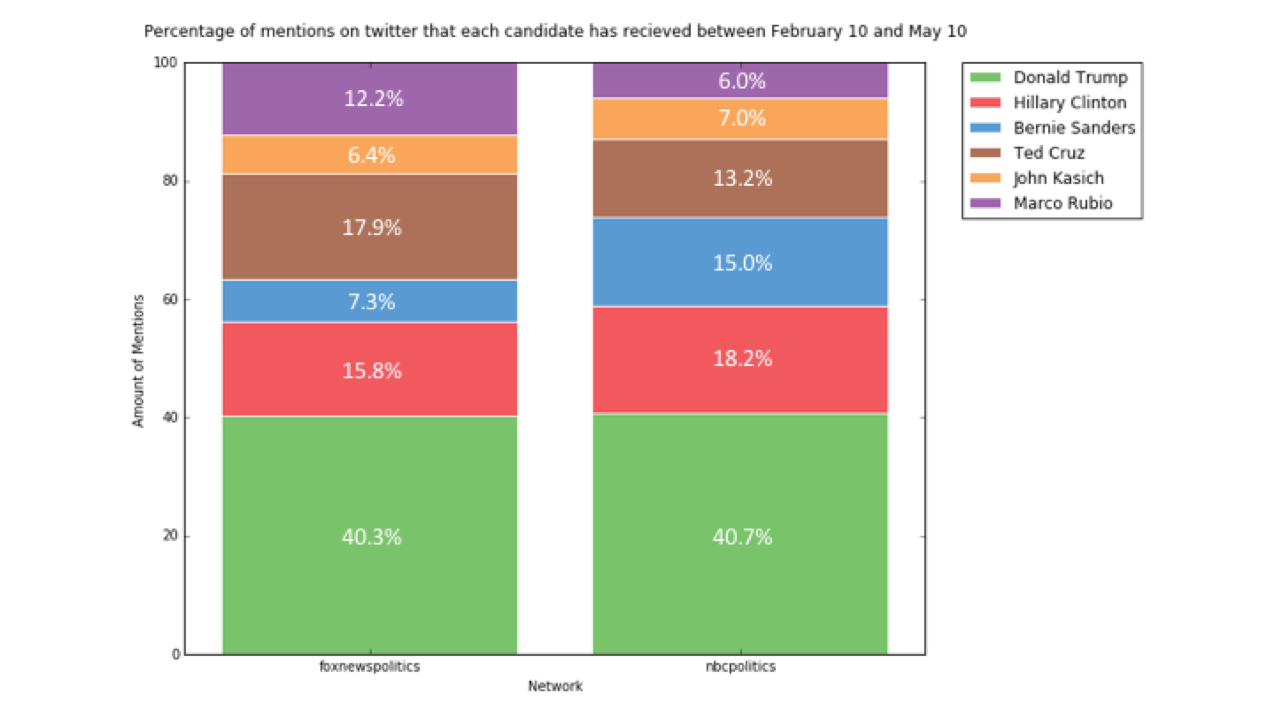 Percentage of mentions on twitter that each candidate has recieved between February 10 and May 10
100
80
60
40
20
0
Amount of Mentions
12.2%
6.4%
17.9%
7.3%
15.8%
40.3%
6.0%
7.0%
13.2%
15.0%
18.2%
40.7%
foxnewspolitics
nbcpolitics
Network
Donald Trump
Hillary Clinton
Bernie Sanders
Ted Cruz
John Kasich
Marco Rubio